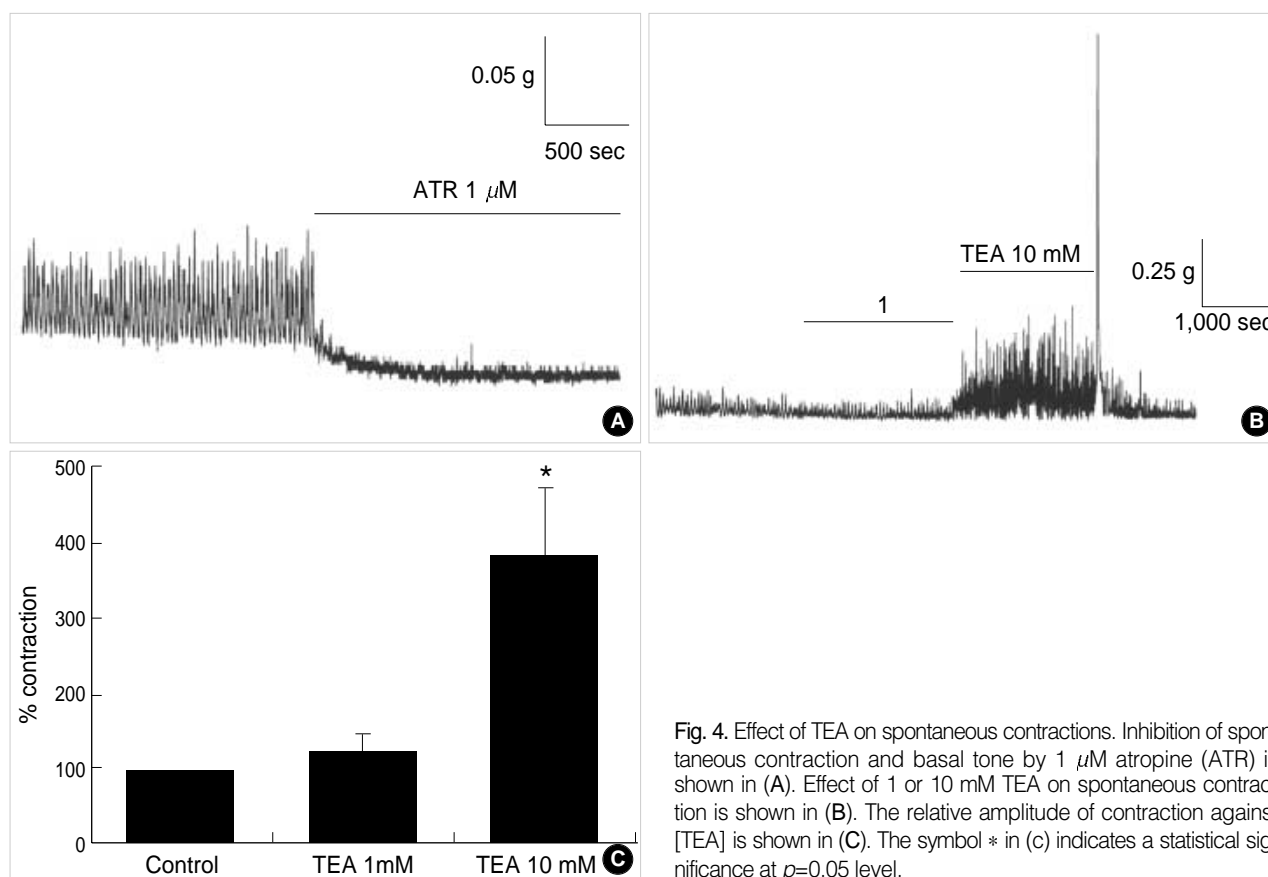 0.05 g
500 sec
ATR 1 μM
A
TEA 10 mM
1
0.25 g
1,000 sec
B
500
400
300
200
100
0
% contraction
*
Control
TEA 1mM
TEA 10 mM
C
Fig. 4. Effect of TEA on spontaneous contractions. Inhibition of spon
taneous contraction and basal tone by 1 μM atropine (ATR) i
shown in (A). Effect of 1 or 10 mM TEA on spontaneous contrac
tion is shown in (B). The relative amplitude of contraction agains
[TEA] is shown in (C). The symbol * in (c) indicates a statistical sig
nificance at p=0.05 level.